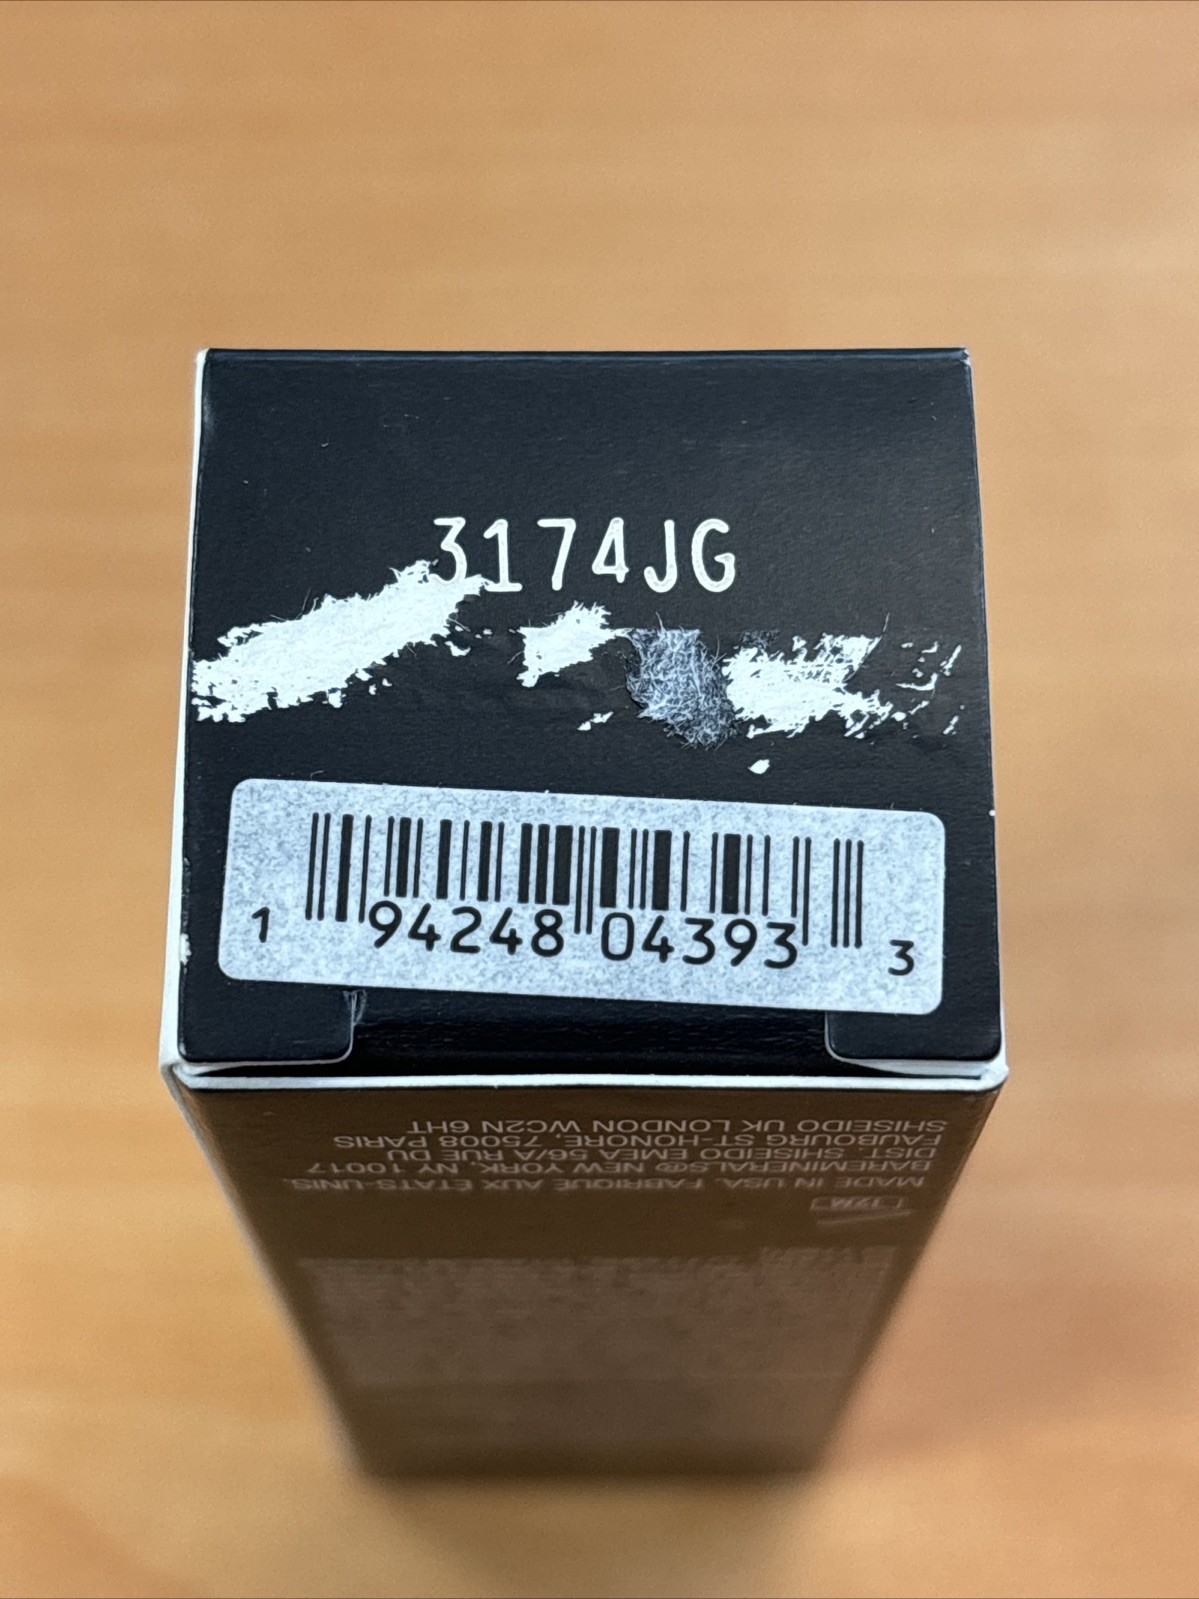 3174JG
1 94248 04393 3
MADE IN USA. FABRIQUÉ AUX ÉTATS-UNIS.
BAREMINERALS® NEW YORK, NY 10017
DIST. SHISEIDO EMEA 56/A RUE DU
FAUBOURG ST-HONORE, 75008 PARIS
SHISEIDO UK LONDON WC2N 6HT